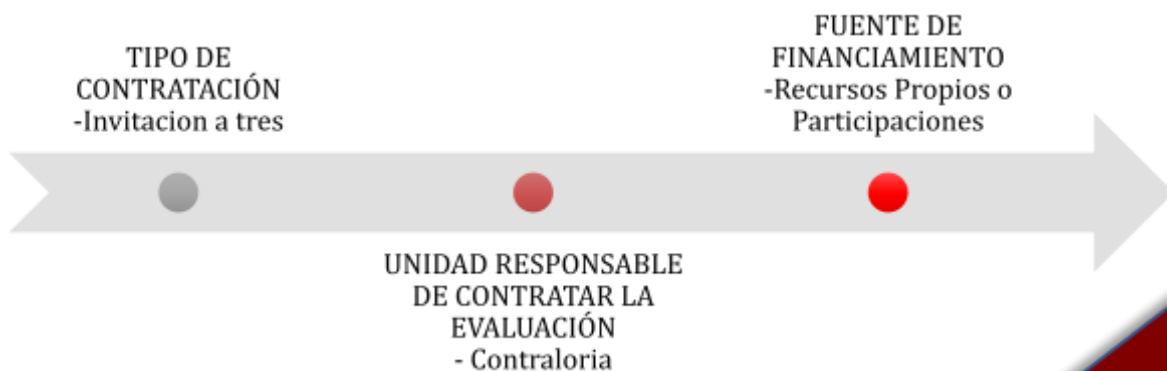 TIPO DE
CONTRATACIÓN
-Invitacion a tres
UNIDAD RESPONSABLE
DE CONTRATAR LA
EVALUACIÓN
- Contraloria
FUENTE DE
FINANCIAMIENTO
-Recursos Propios o
Participaciones